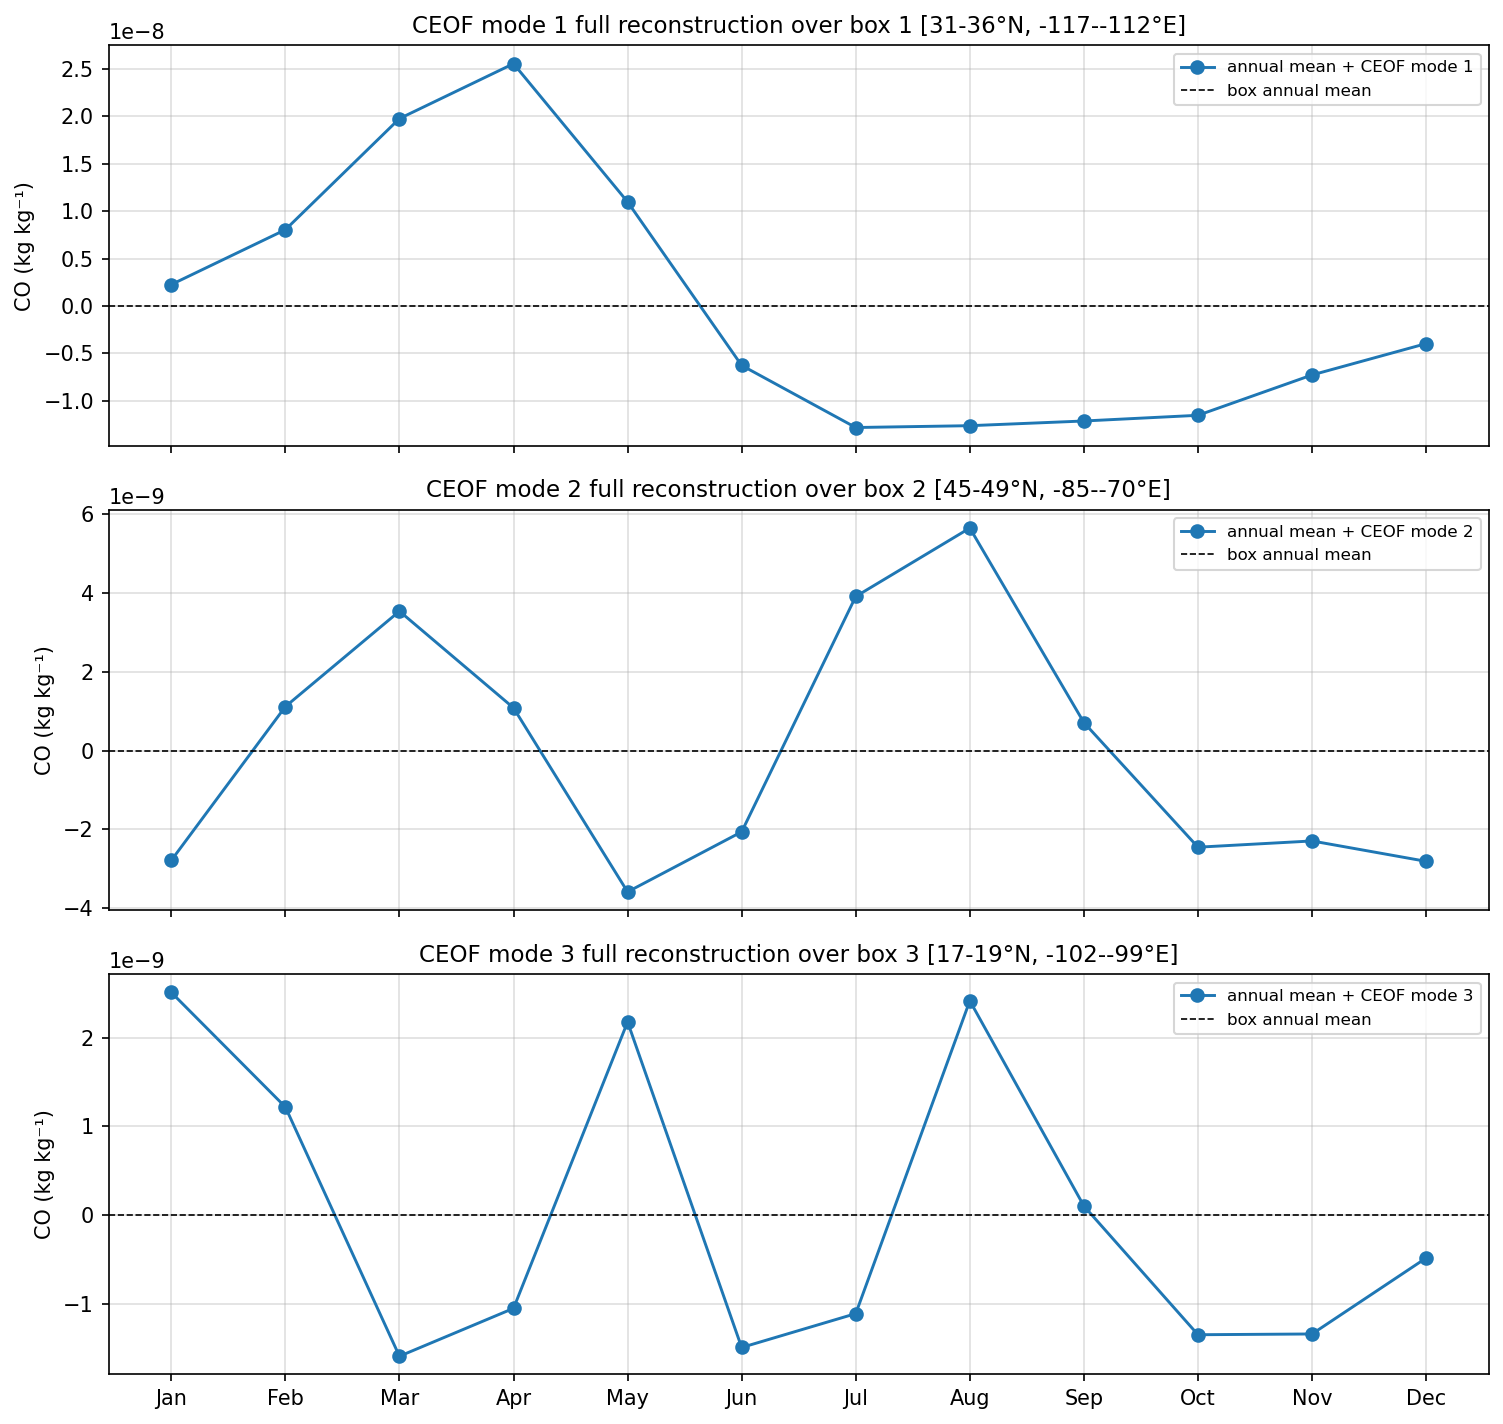 CEOF mode 1 full reconstruction over box 1 [31-36°N, -117--112°E]
1e−8
2.5
2.0
1.5
1.0
0.5
0.0
−0.5
−1.0
CO (kg kg⁻¹)
annual mean + CEOF mode 1
box annual mean
CEOF mode 2 full reconstruction over box 2 [45-49°N, -85--70°E]
1e−9
6
4
2
0
−2
−4
CO (kg kg⁻¹)
annual mean + CEOF mode 2
box annual mean
CEOF mode 3 full reconstruction over box 3 [17-19°N, -102--99°E]
1e−9
2
1
0
−1
CO (kg kg⁻¹)
annual mean + CEOF mode 3
box annual mean
Jan Feb Mar Apr May Jun Jul Aug Sep Oct Nov Dec